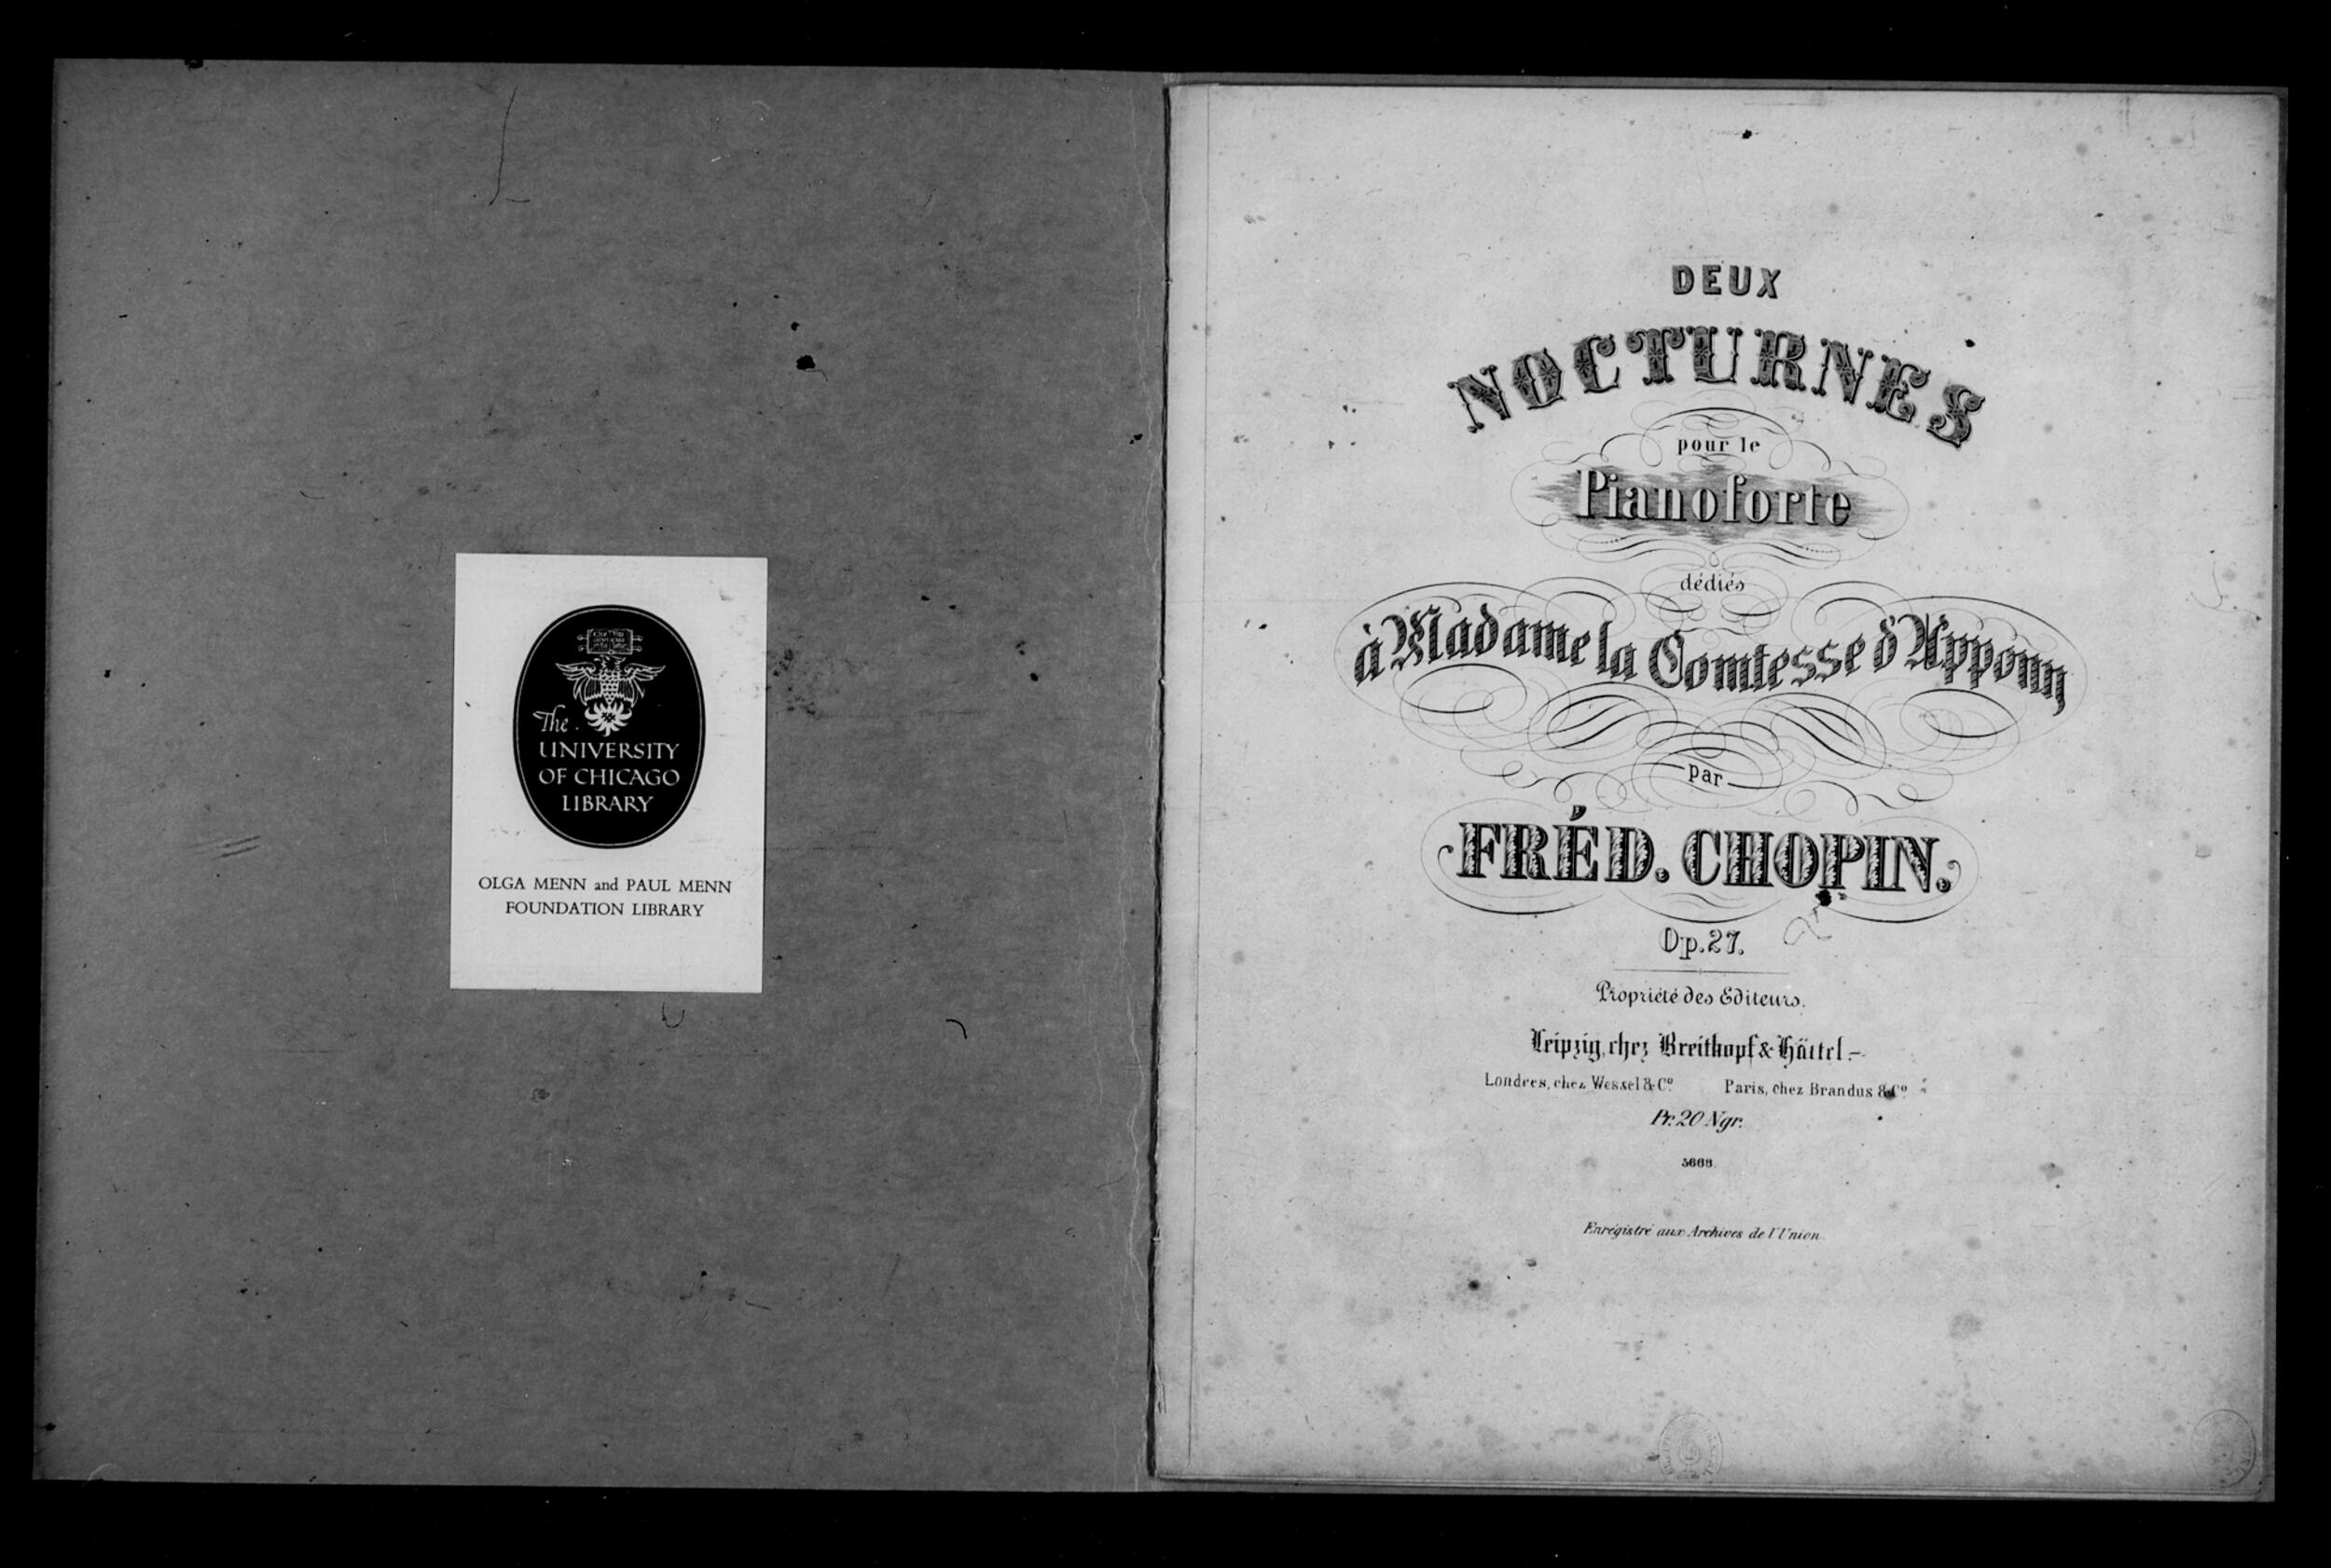 The
UNIVERSITY
OF CHICAGO
LIBRARY
OLGA MENN and PAUL MENN
FOUNDATION LIBRARY
DEUX
NOCTURNES
pour le
Pianoforte
dédiés
à Madame la Comtesse d'Appony
par
FRÉD. CHOPIN.
Op. 27.
Propriété des Editeurs.
Leipzig, chez Breitkopf & Härtel.
Londres, chez Wessel & Co. Paris, chez Brandus & Co.
Pr. 20 Ngr.
5666.
Enrégistré aux Archives de l'Union.